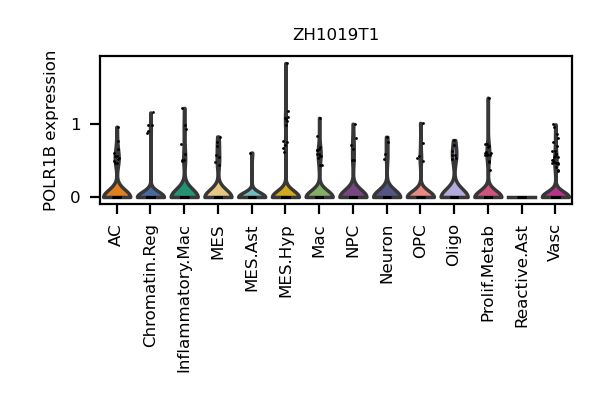 ZH1019T1
POLR1B expression
1
0
AC
Chromatin.Reg
Inflammatory.Mac
MES
MES.Ast
MES.Hyp
Mac
NPC
Neuron
OPC
Oligo
Prolif.Metab
Reactive.Ast
Vasc